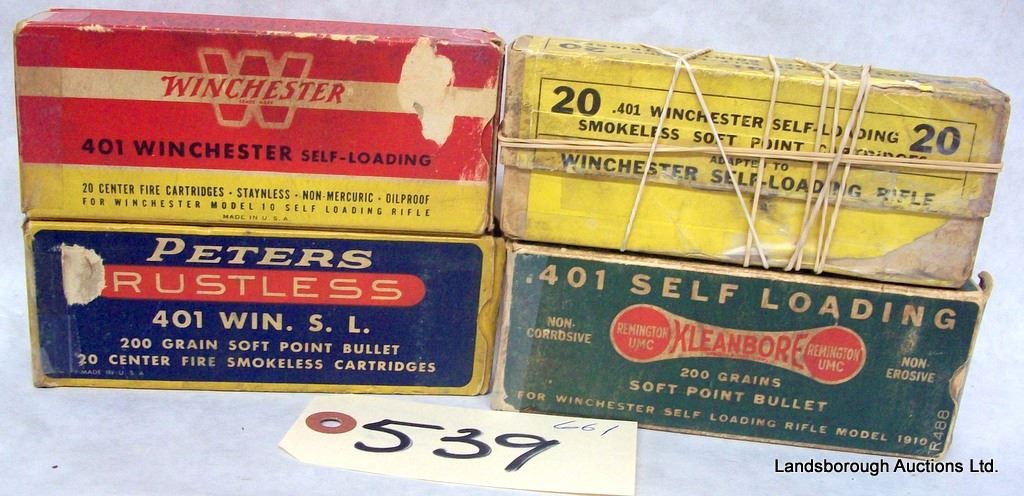 W
WINCHESTER
TRADE MARK
401 WINCHESTER SELF-LOADING
20 CENTER FIRE CARTRIDGES - STAYNLESS - NON-MERCURIC - OILPROOF
FOR WINCHESTER MODEL 10 SELF LOADING RIFLE
MADE IN U.S.A.
20 .401 WINCHESTER SELF-LOADING 20
SMOKELESS SOFT POINT CARTRIDGES
ADAPTED TO
WINCHESTER SELF-LOADING RIFLE
PETERS
RUSTLESS
401 WIN. S. L.
200 GRAIN SOFT POINT BULLET
20 CENTER FIRE SMOKELESS CARTRIDGES
MADE IN U.S.A
.401 SELF LOADING
NON-
CORROSIVE
REMINGTON
UMC
KLEANBORE
REMINGTON
UMC
NON-
EROSIVE
200 GRAINS
SOFT POINT BULLET
FOR WINCHESTER SELF LOADING RIFLE MODEL 1910
R488
539
661
Landsborough Auctions Ltd.